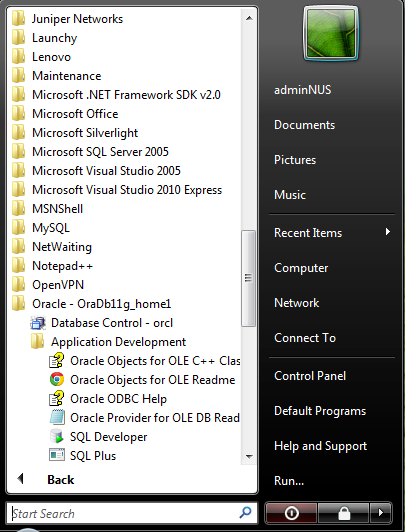 Juniper Networks
Launchy
Lenovo
Maintenance
Microsoft .NET Framework SDK v2.0
Microsoft Office
Microsoft Silverlight
Microsoft SQL Server 2005
Microsoft Visual Studio 2005
Microsoft Visual Studio 2010 Express
MSNShell
MySQL
NetWaiting
Notepad++
OpenVPN
Oracle - OraDb11g_home1
Database Control - orcl
Application Development
Oracle Objects for OLE C++ Clas
Oracle Objects for OLE Readme
Oracle ODBC Help
Oracle Provider for OLE DB Read
SQL Developer
SQL Plus
Back
Start Search
adminNUS
Documents
Pictures
Music
Recent Items
Computer
Network
Connect To
Control Panel
Default Programs
Help and Support
Run...